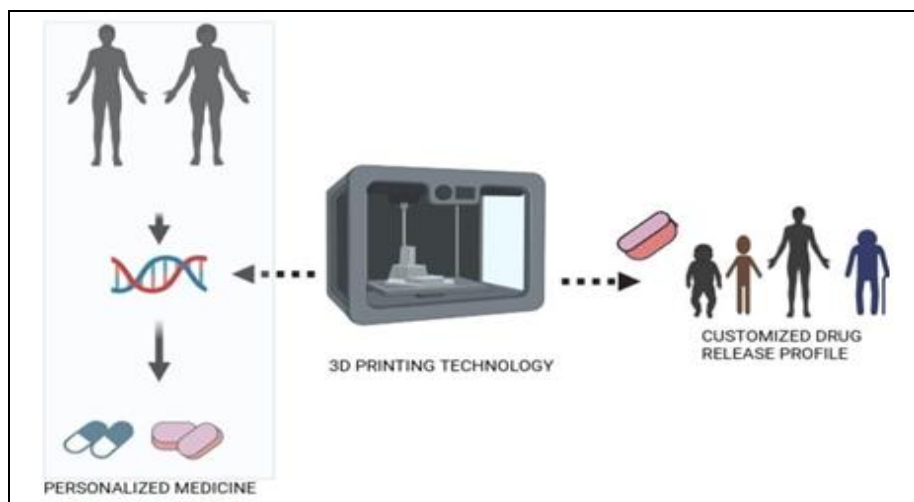 3D PRINTING TECHNOLOGY
CUSTOMIZED DRUG
RELEASE PROFILE
PERSONALIZED MEDICINE